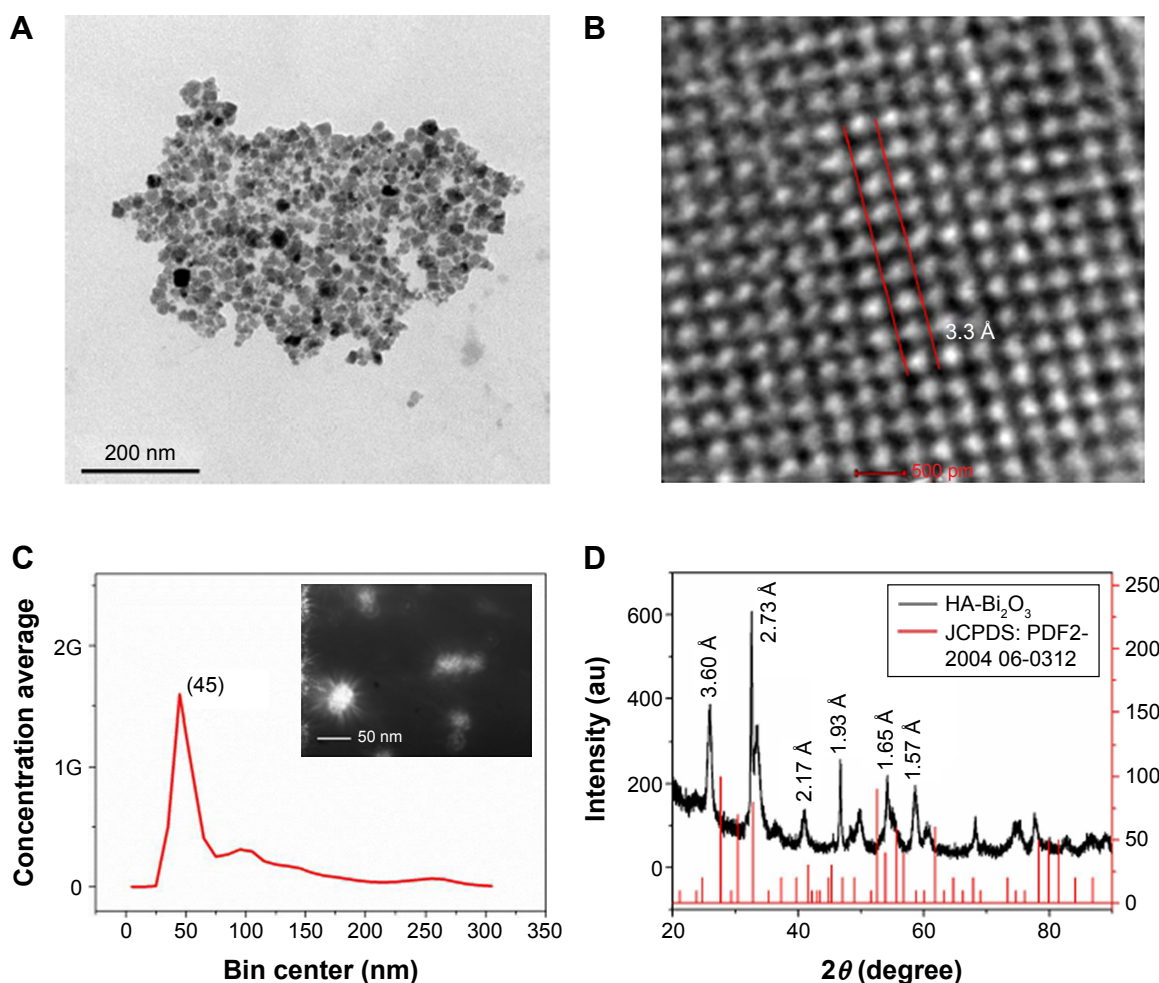 A
200 nm
B
3.3 Å
500 pm
C
Concentration average
2G
1G
0
(45)
50 nm
0 50 100 150 200 250 300 350
Bin center (nm)
D
Intensity (au)
600
400
200
0
3.60 Å
2.73 Å
2.17 Å
1.93 Å
1.65 Å
1.57 Å
HA-Bi₂O₃
JCPDS: PDF2-
2004 06-0312
250
200
150
100
50
0
20 40 60 80
2θ (degree)